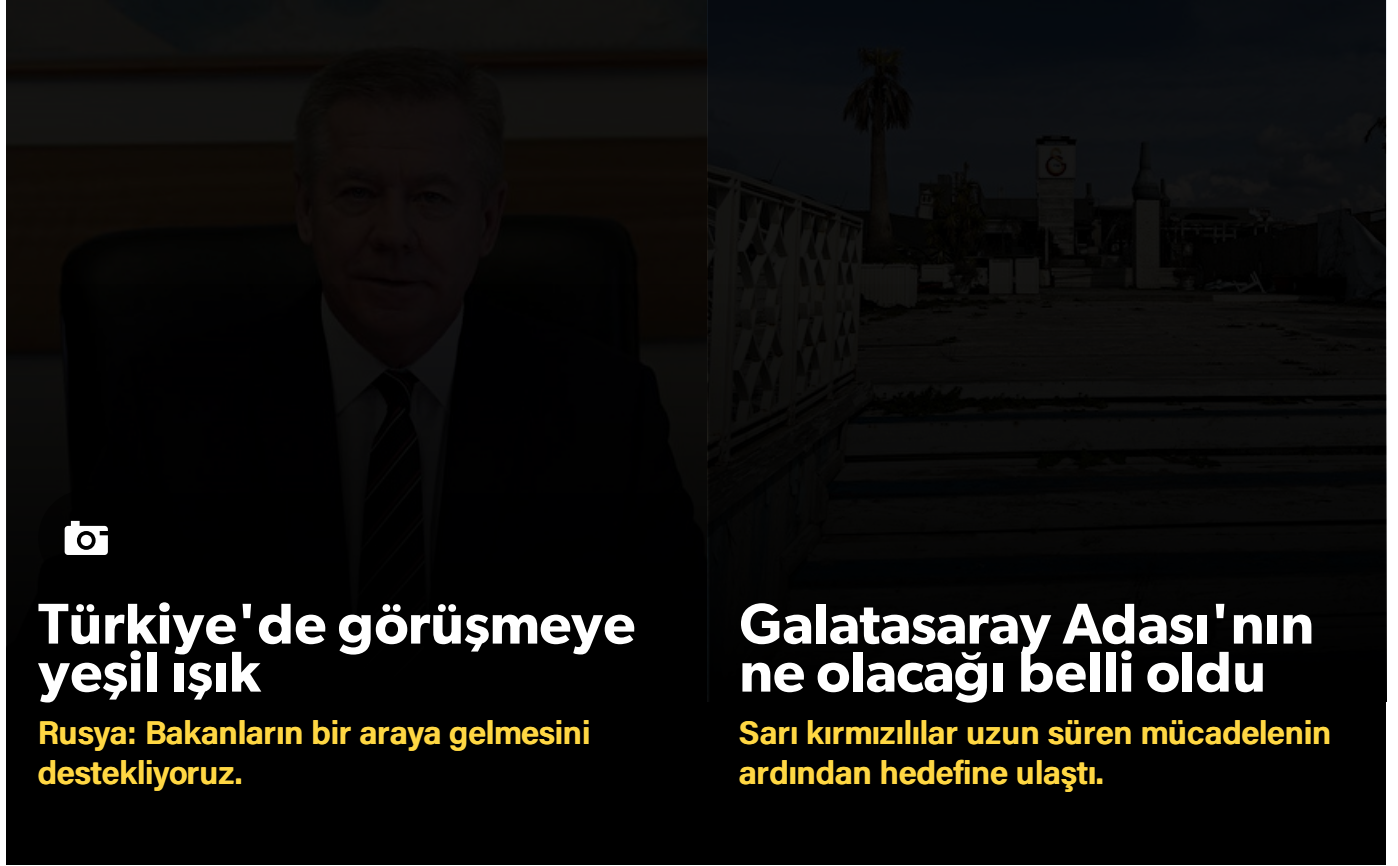 Türkiye'de görüşmeye
yeşil ışık
Rusya: Bakanların bir araya gelmesini
destekliyoruz.
Galatasaray Adası'nın
ne olacağı belli oldu
Sarı kırmızılılar uzun süren mücadelenin
ardından hedefine ulaştı.